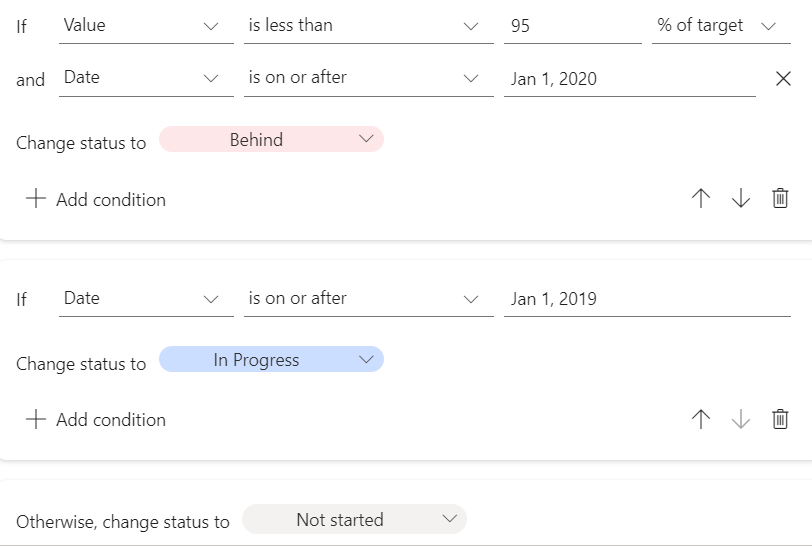 If Value is less than 95 % of target
and Date is on or after Jan 1, 2020
Change status to Behind
Add condition
If Date is on or after Jan 1, 2019
Change status to In Progress
Add condition
Otherwise, change status to Not started